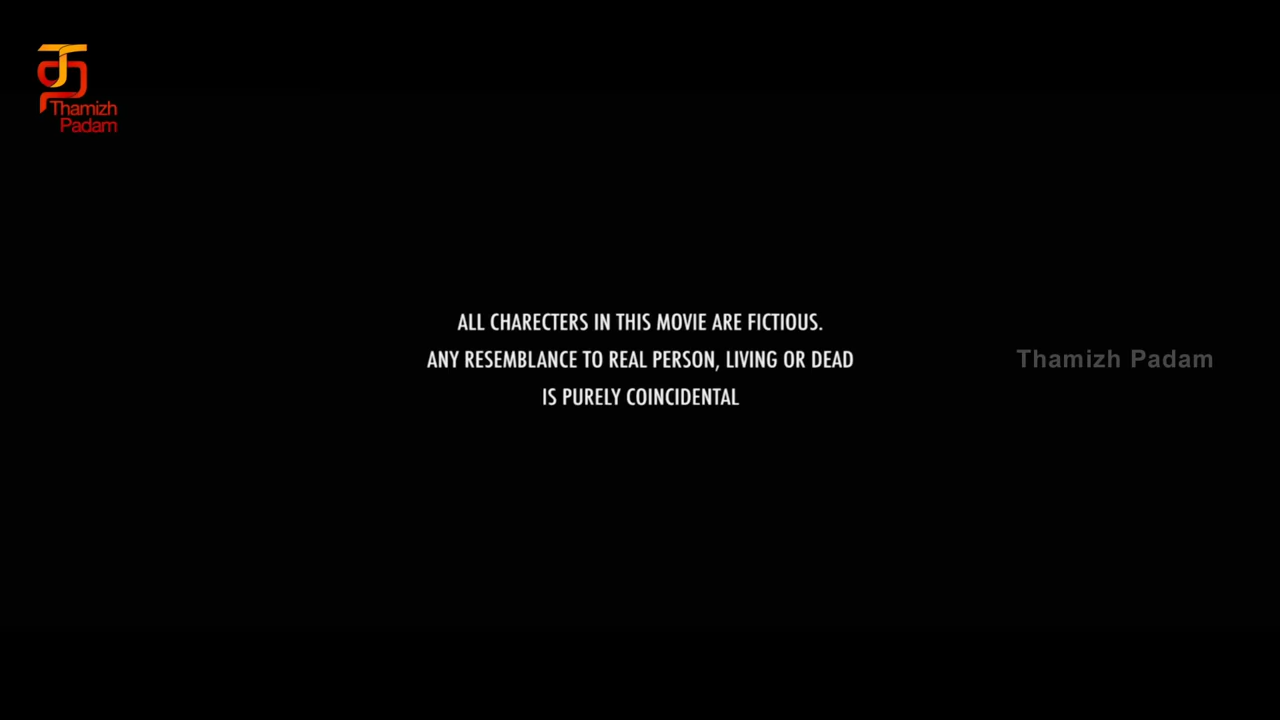 Thamizh
Padam
ALL CHARECTERS IN THIS MOVIE ARE FICTIOUS.
ANY RESEMBLANCE TO REAL PERSON, LIVING OR DEAD
IS PURELY COINCIDENTAL
Thamizh Padam